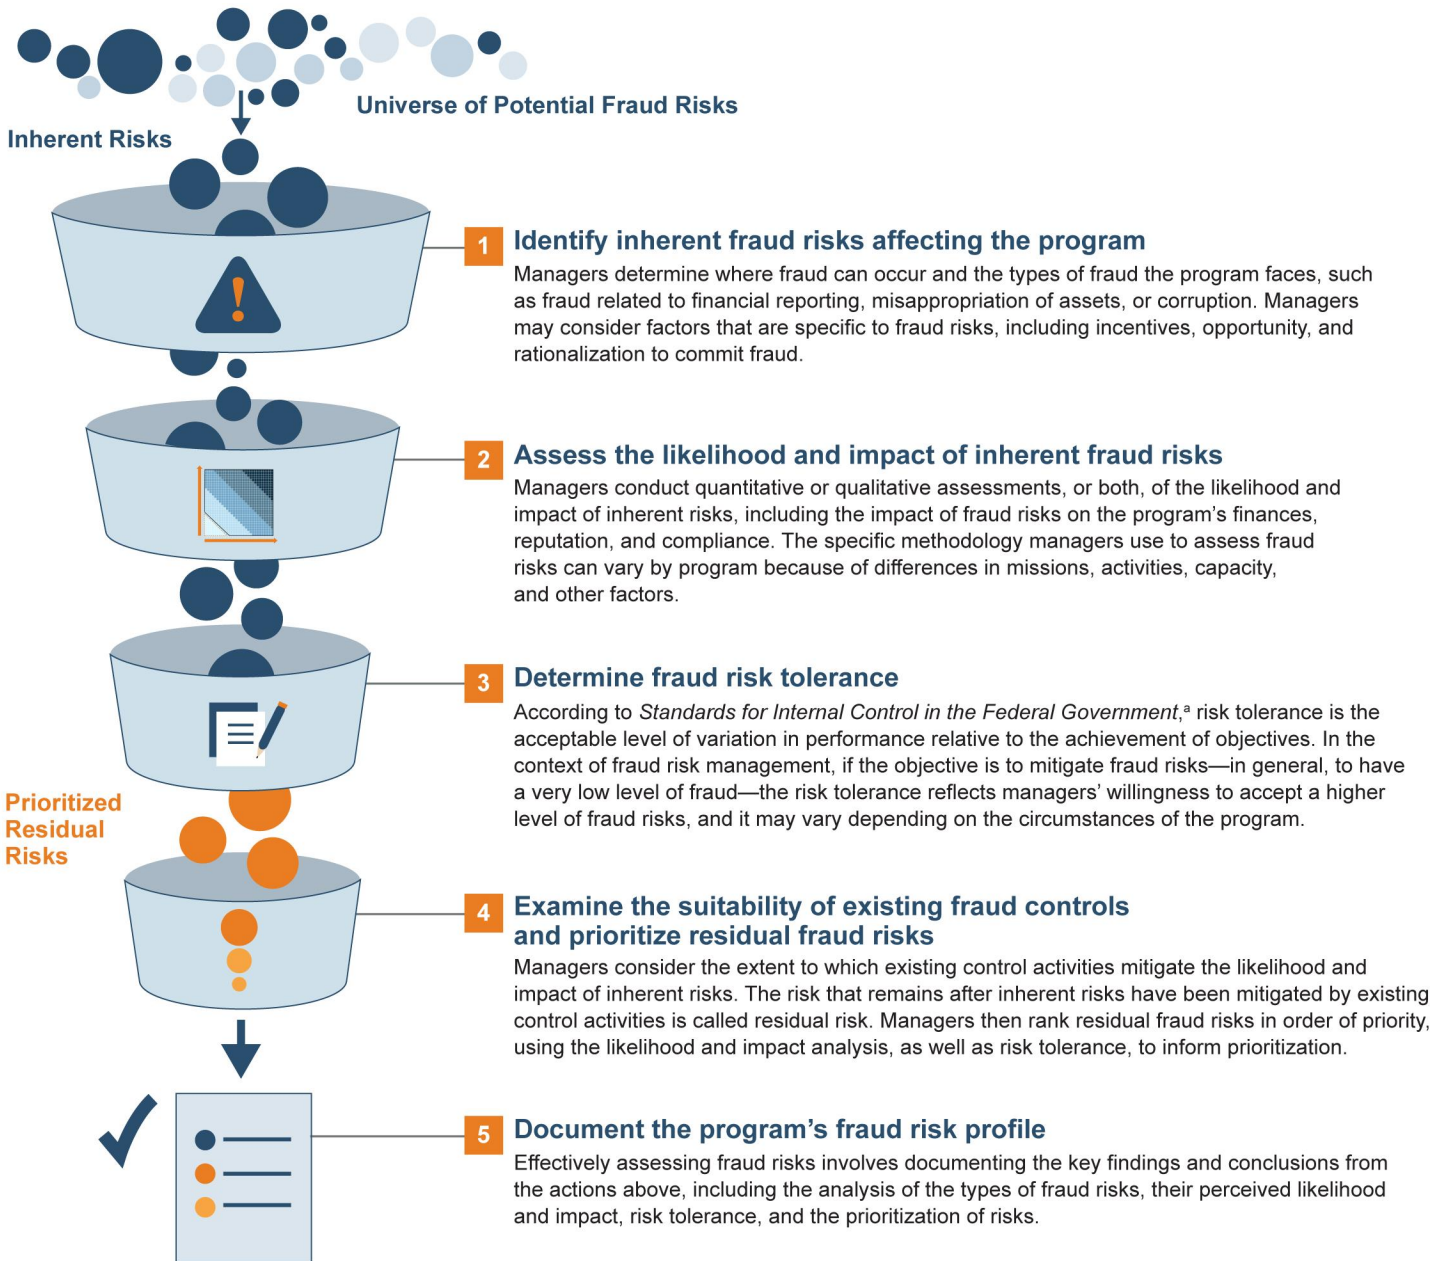 Universe of Potential Fraud Risks
Inherent Risks
1 Identify inherent fraud risks affecting the program
Managers determine where fraud can occur and the types of fraud the program faces, such
as fraud related to financial reporting, misappropriation of assets, or corruption. Managers
may consider factors that are specific to fraud risks, including incentives, opportunity, and
rationalization to commit fraud.
2 Assess the likelihood and impact of inherent fraud risks
Managers conduct quantitative or qualitative assessments, or both, of the likelihood and
impact of inherent risks, including the impact of fraud risks on the program’s finances,
reputation, and compliance. The specific methodology managers use to assess fraud
risks can vary by program because of differences in missions, activities, capacity,
and other factors.
3 Determine fraud risk tolerance
According to Standards for Internal Control in the Federal Government,ª risk tolerance is the
acceptable level of variation in performance relative to the achievement of objectives. In the
context of fraud risk management, if the objective is to mitigate fraud risks—in general, to have
a very low level of fraud—the risk tolerance reflects managers’ willingness to accept a higher
level of fraud risks, and it may vary depending on the circumstances of the program.
Prioritized
Residual
Risks
4 Examine the suitability of existing fraud controls
and prioritize residual fraud risks
Managers consider the extent to which existing control activities mitigate the likelihood and
impact of inherent risks. The risk that remains after inherent risks have been mitigated by existing
control activities is called residual risk. Managers then rank residual fraud risks in order of priority,
using the likelihood and impact analysis, as well as risk tolerance, to inform prioritization.
5 Document the program’s fraud risk profile
Effectively assessing fraud risks involves documenting the key findings and conclusions from
the actions above, including the analysis of the types of fraud risks, their perceived likelihood
and impact, risk tolerance, and the prioritization of risks.